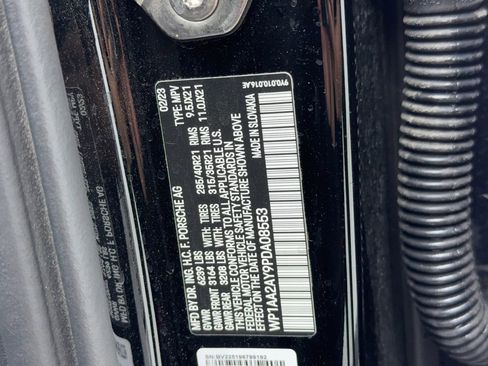 MFD BY DR. ING. H.C. F. PORSCHE AG 02/23
GVWR 6239 LBS TYPE: MPV
GVWR FRONT 3164 LBS WITH: TIRES 285/40R21 RIMS 9.5JX21
GVWR REAR 3208 LBS WITH: TIRES 315/35R21 RIMS 11.0JX21
THIS VEHICLE CONFORMS TO ALL APPLICABLE U.S.
FEDERAL MOTOR VEHICLE SAFETY STANDARDS IN
EFFECT ON THE DATE OF MANUFACTURE SHOWN ABOVE
WP1AA2AY9PDA08553 MADE IN SLOVAKIA
9Y0.010.016.AE